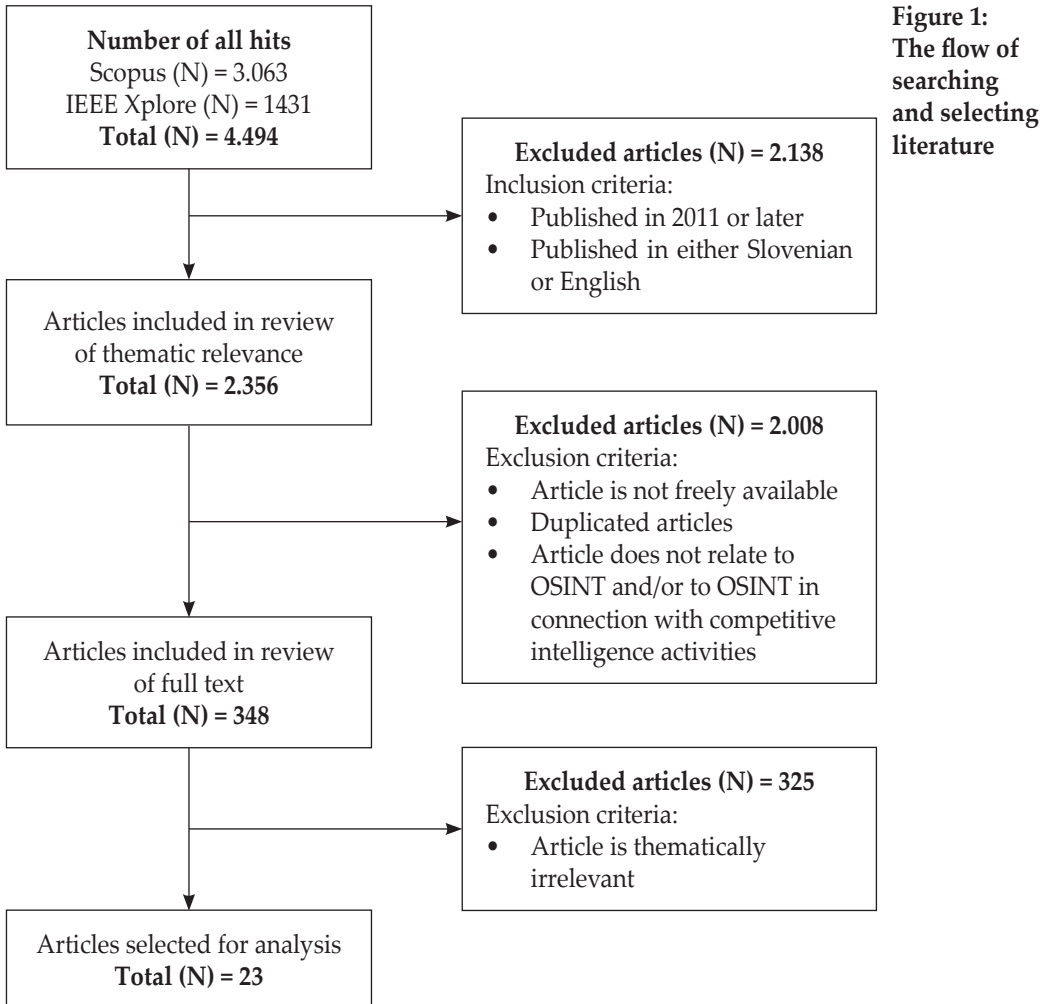 Figure 1:
The flow of
searching
and selecting
literature
Number of all hits
Scopus (N) = 3.063
IEEE Xplore (N) = 1431
Total (N) = 4.494
Excluded articles (N) = 2.138
Inclusion criteria:
• Published in 2011 or later
• Published in either Slovenian
or English
Articles included in review
of thematic relevance
Total (N) = 2.356
Excluded articles (N) = 2.008
Exclusion criteria:
• Article is not freely available
• Duplicated articles
• Article does not relate to
OSINT and/or to OSINT in
connection with competitive
intelligence activities
Articles included in review
of full text
Total (N) = 348
Excluded articles (N) = 325
Exclusion criteria:
• Article is thematically
irrelevant
Articles selected for analysis
Total (N) = 23